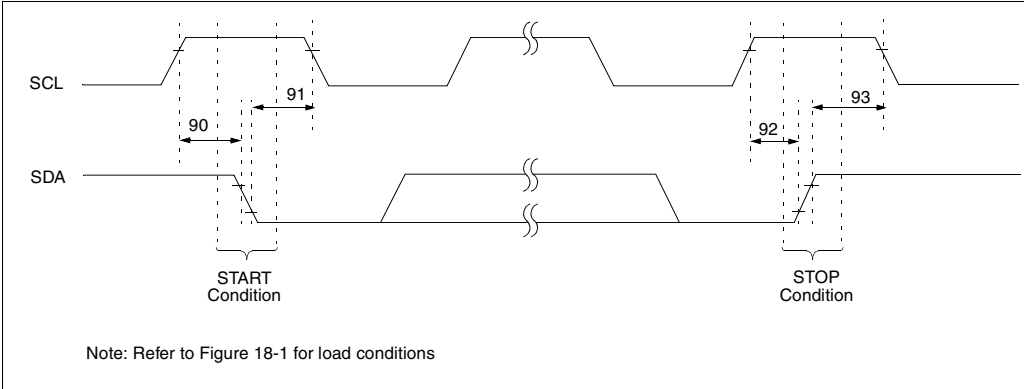 SCL
91
93
90
92
SDA
START
Condition
STOP
Condition
Note: Refer to Figure 18-1 for load conditions